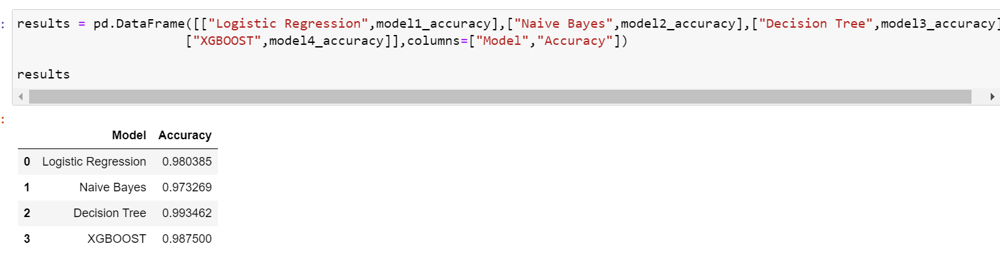 : results = pd.DataFrame([["Logistic Regression",model1_accuracy],["Naive Bayes",model2_accuracy],["Decision Tree",model3_accuracy]
["XGBOOST",model4_accuracy]],columns=["Model","Accuracy"])
results
:
Model Accuracy
0 Logistic Regression 0.980385
1 Naive Bayes 0.973269
2 Decision Tree 0.993462
3 XGBOOST 0.987500